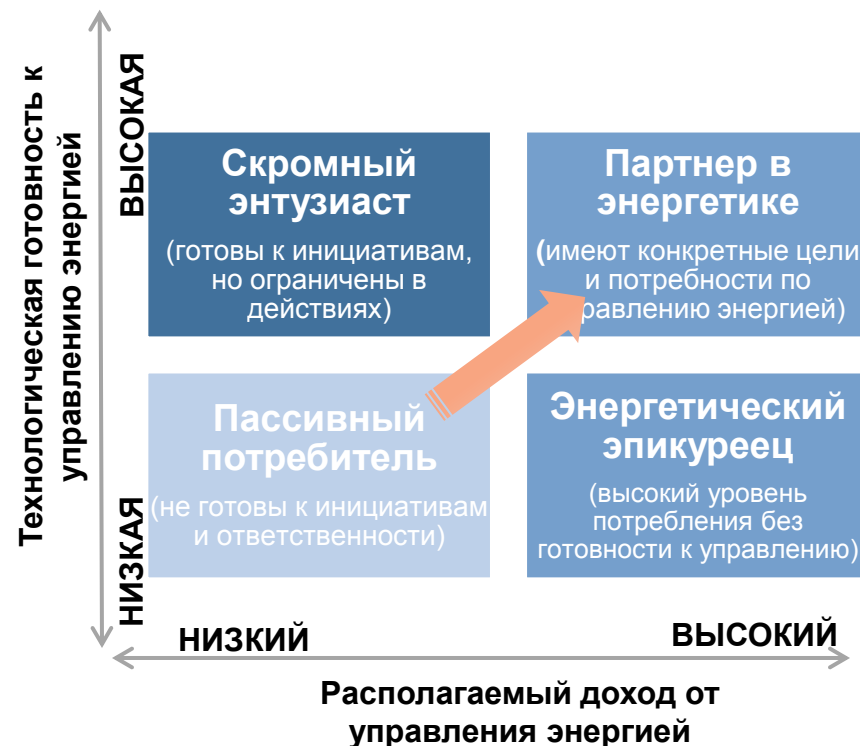 Технологическая готовность к
управлению энергией
ВЫСОКАЯ
НИЗКАЯ
Скромный
энтузиаст
(готовы к инициативам,
но ограничены в
действиях)
Партнер в
энергетике
(имеют конкретные цели
и потребности по
равлению энергией)
Пассивный
потребитель
(не готовы к инициативам
и ответственности)
Энергетический
эпикуреец
(высокий уровень
потребления без
готовности к управлению)
НИЗКИЙ
ВЫСОКИЙ
Располагаемый доход от
управления энергией